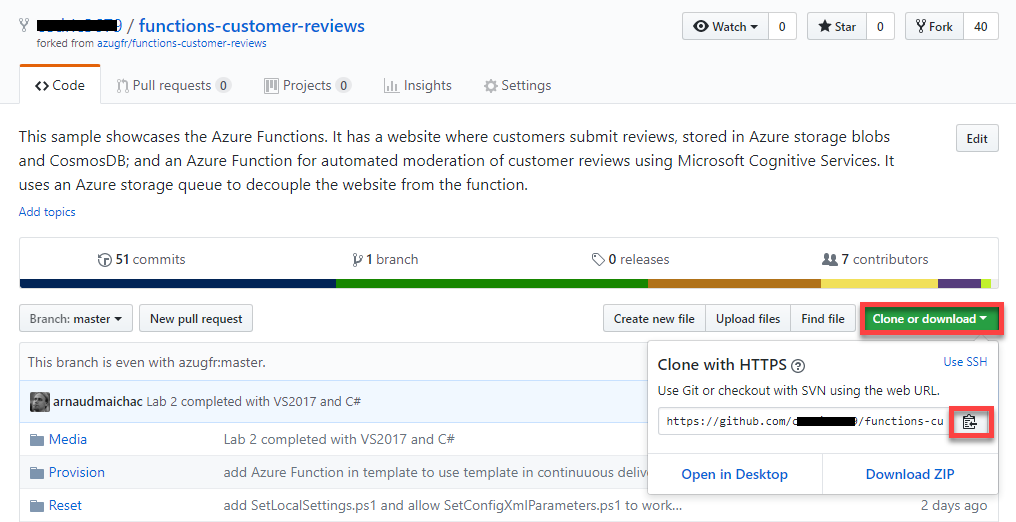 / functions-customer-reviews
forked from azugfr/functions-customer-reviews
Watch 0 Star 0 Fork 40
Code Pull requests 0 Projects 0 Insights Settings
This sample showcases the Azure Functions. It has a website where customers submit reviews, stored in Azure storage blobs
and CosmosDB; and an Azure Function for automated moderation of customer reviews using Microsoft Cognitive Services. It
uses an Azure storage queue to decouple the website from the function.
Edit
Add topics
51 commits 1 branch 0 releases 7 contributors
Branch: master New pull request Create new file Upload files Find file Clone or download
This branch is even with azugfr:master.
arnaudmaichac Lab 2 completed with VS2017 and C#
Media Lab 2 completed with VS2017 and C#
Provision add Azure Function in template to use template in continuuous deliv
Reset add SetLocalSettings.ps1 and allow SetConfigXmlParameters.ps1 to work... 2 days ago
Clone with HTTPS ? Use SSH
Use Git or checkout with SVN using the web URL.
https://github.com/ /functions-cu
Open in Desktop Download ZIP